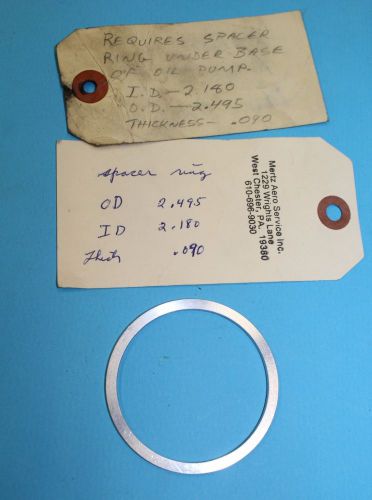 REQUIRES SPACER
RING UNDER BASE
OF OIL PUMP.
I.D — 2.180
O.D. — 2.495
THICKNESS — .090
spacer ring
OD 2.495
ID 2.180
Thick .090
Mertz Aero Service Inc.
1229 Wrights Lane
West Chester, PA. 19380
610-696-9030